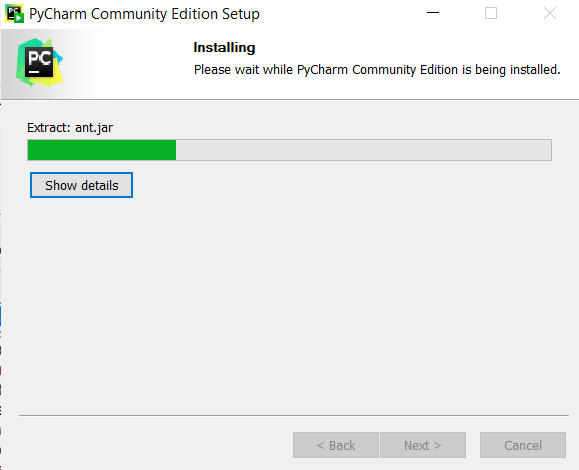 PyCharm Community Edition Setup
PC
Installing
Please wait while PyCharm Community Edition is being installed.
Extract: ant.jar
Show details
< Back
Next >
Cancel